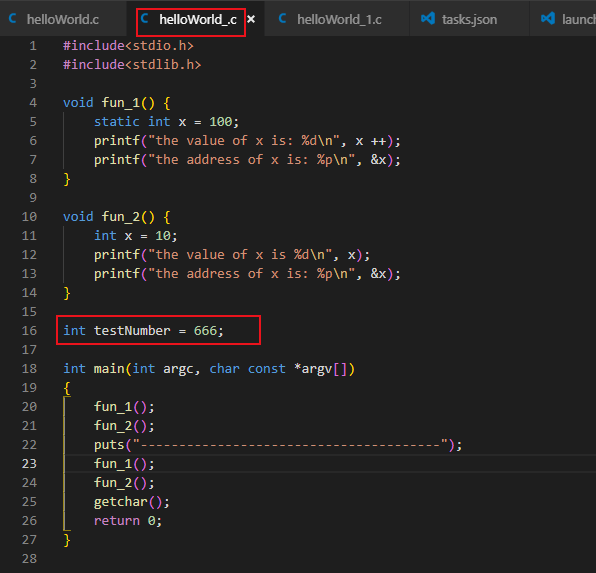 helloWorld.c helloWorld_.c × helloWorld_1.c tasks.json launch
1 #include<stdio.h>
2 #include<stdlib.h>
3
4 void fun_1() {
5 static int x = 100;
6 printf("the value of x is: %d\n", x ++);
7 printf("the address of x is: %p\n", &x);
8 }
9
10 void fun_2() {
11 int x = 10;
12 printf("the value of x is %d\n", x);
13 printf("the address of x is: %p\n", &x);
14 }
15
16 int testNumber = 666;
17
18 int main(int argc, char const *argv[])
19 {
20 fun_1();
21 fun_2();
22 puts("---------------------------------------");
23 fun_1();
24 fun_2();
25 getchar();
26 return 0;
27 }
28